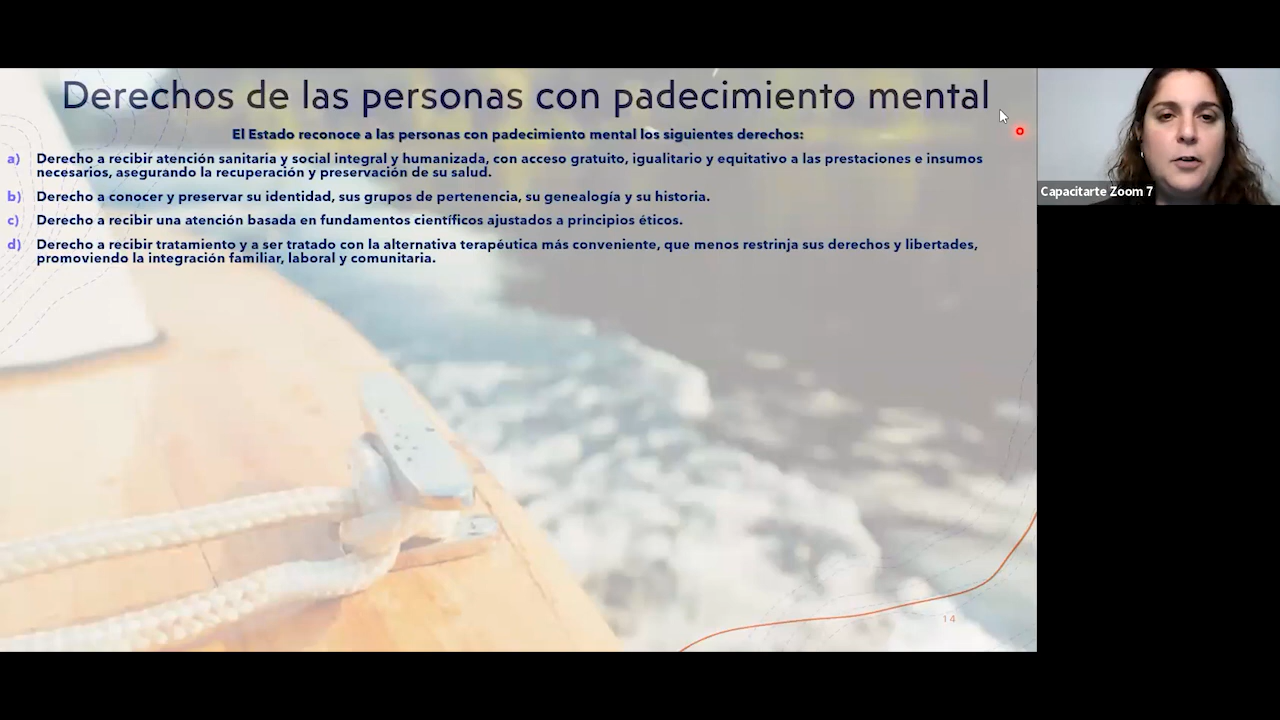 Derechos de las personas con padecimiento mental
El Estado reconoce a las personas con padecimiento mental los siguientes derechos:
a) Derecho a recibir atención sanitaria y social integral y humanizada, con acceso gratuito, igualitario y equitativo a las prestaciones e insumos
necesarios, asegurando la recuperación y preservación de su salud.
b) Derecho a conocer y preservar su identidad, sus grupos de pertenencia, su genealogía y su historia.
c) Derecho a recibir una atención basada en fundamentos científicos ajustados a principios éticos.
d) Derecho a recibir tratamiento y a ser tratado con la alternativa terapéutica más conveniente, que menos restrinja sus derechos y libertades,
promoviendo la integración familiar, laboral y comunitaria.
14
Capacitarte Zoom 7